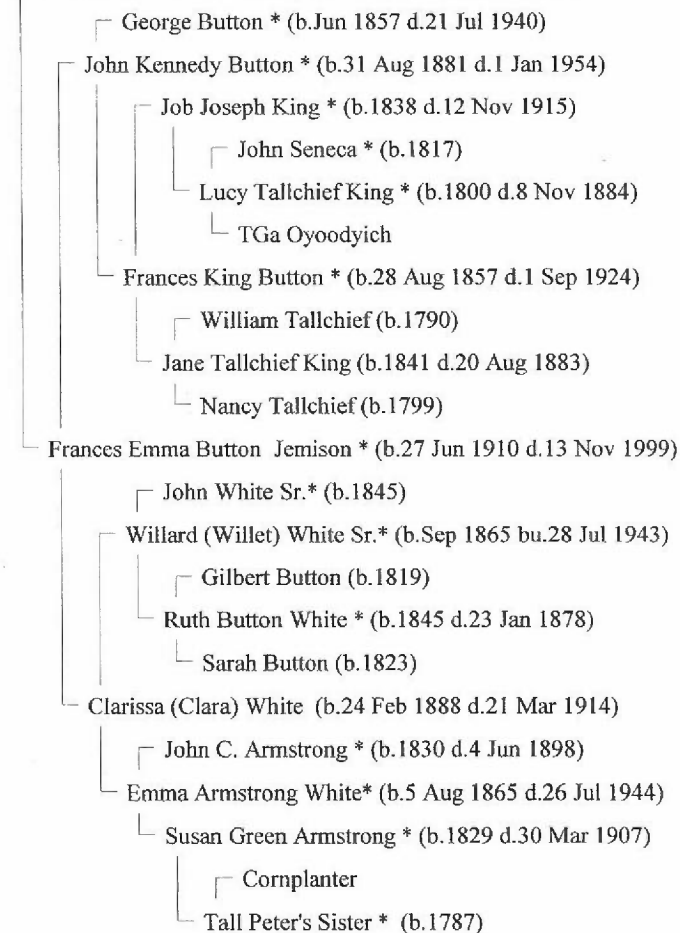 George Button * (b.Jun 1857 d.21 Jul 1940)
John Kennedy Button * (b.31 Aug 1881 d.1 Jan 1954)
Job Joseph King * (b.1838 d.12 Nov 1915)
John Seneca * (b.1817)
Lucy Tallchief King * (b.1800 d.8 Nov 1884)
TGa Oyoodyich
Frances King Button * (b.28 Aug 1857 d.1 Sep 1924)
William Tallchief (b.1790)
Jane Tallchief King (b.1841 d.20 Aug 1883)
Nancy Tallchief (b.1799)
Frances Emma Button Jemison * (b.27 Jun 1910 d.13 Nov 1999)
John White Sr.* (b.1845)
Willard (Willet) White Sr.* (b.Sep 1865 bu.28 Jul 1943)
Gilbert Button (b.1819)
Ruth Button White * (b.1845 d.23 Jan 1878)
Sarah Button (b.1823)
Clarissa (Clara) White (b.24 Feb 1888 d.21 Mar 1914)
John C. Armstrong * (b.1830 d.4 Jun 1898)
Emma Armstrong White* (b.5 Aug 1865 d.26 Jul 1944)
Susan Green Armstrong * (b.1829 d.30 Mar 1907)
Cornplanter
Tall Peter's Sister * (b.1787)